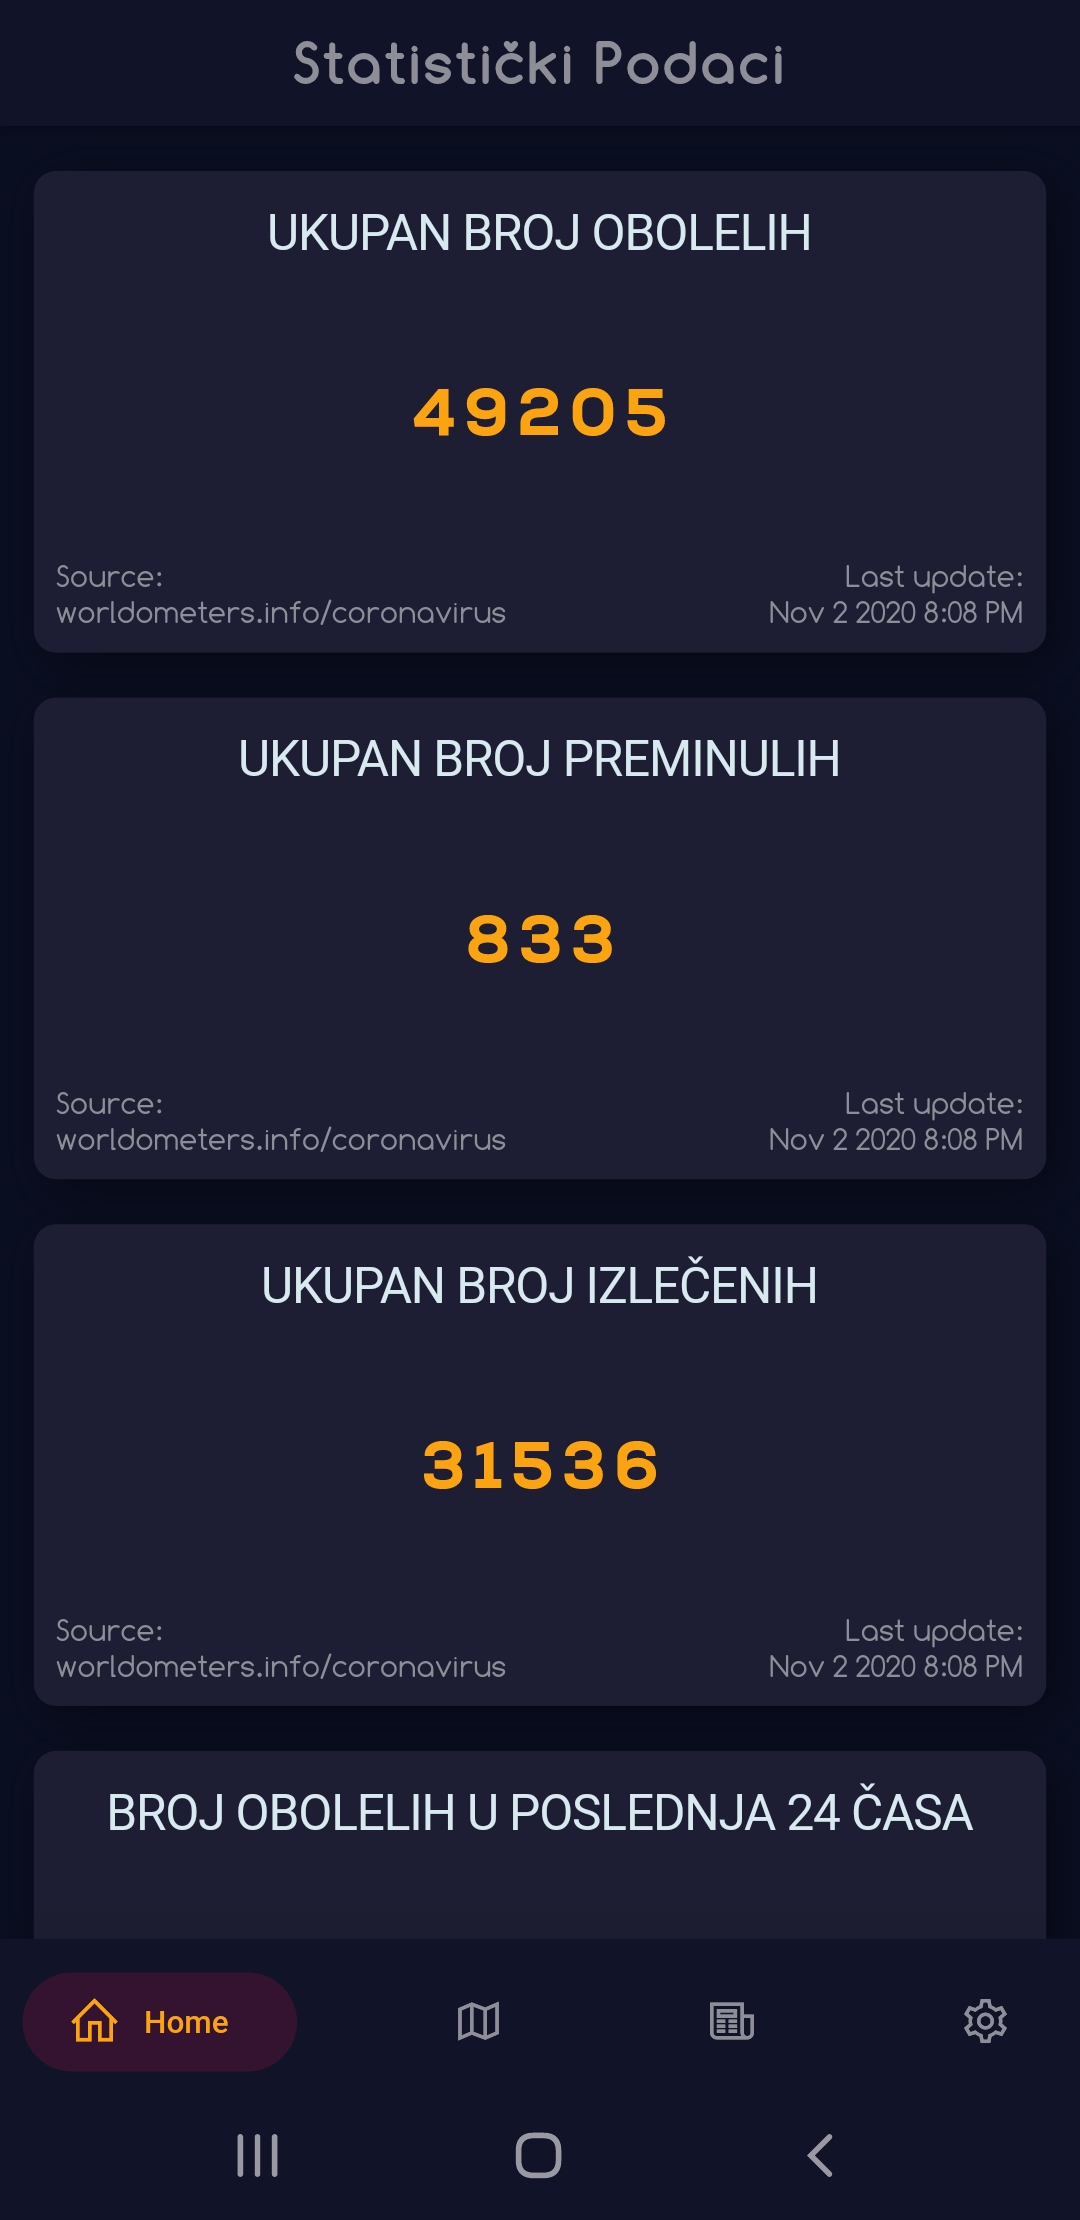 Statistički Podaci
UKUPAN BROJ OBOLELIH
49205
Source:
worldometers.info/coronavirus
Last update:
Nov 2 2020 8:08 PM
UKUPAN BROJ PREMINULIH
833
Source:
worldometers.info/coronavirus
Last update:
Nov 2 2020 8:08 PM
UKUPAN BROJ IZLEČENIH
31536
Source:
worldometers.info/coronavirus
Last update:
Nov 2 2020 8:08 PM
BROJ OBOLELIH U POSLEDNJA 24 ČASA
Home